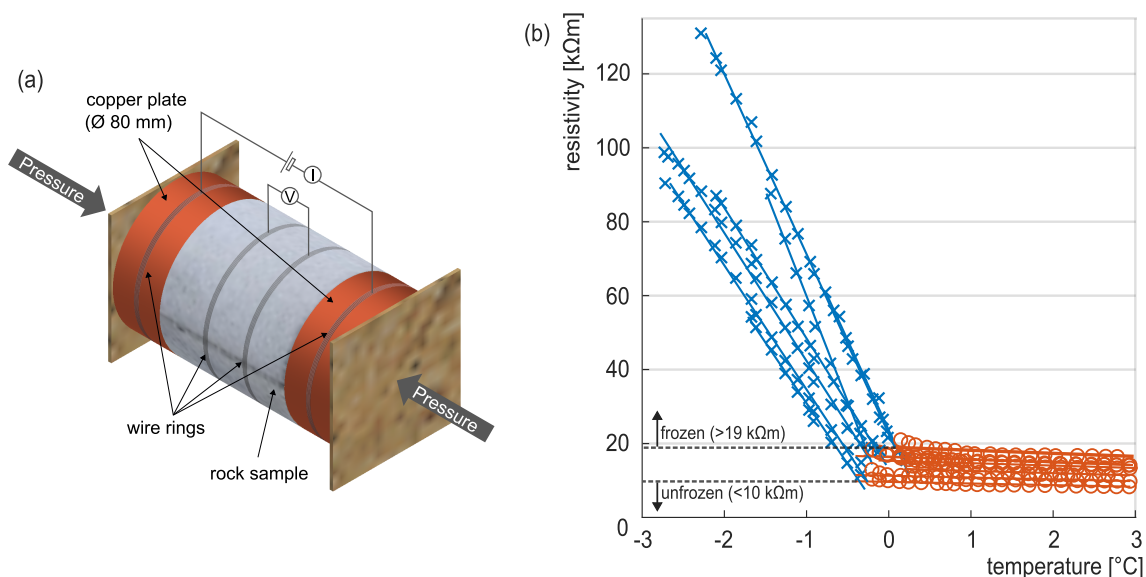 (a)
copper plate
(Ø 80 mm)
Pressure
I
V
Pressure
wire rings
rock sample
(b)
resistivity [kΩm]
120
100
80
60
40
20
0
frozen (>19 kΩm)
unfrozen (<10 kΩm)
-3
-2
-1
0
1
2
3
temperature [°C]